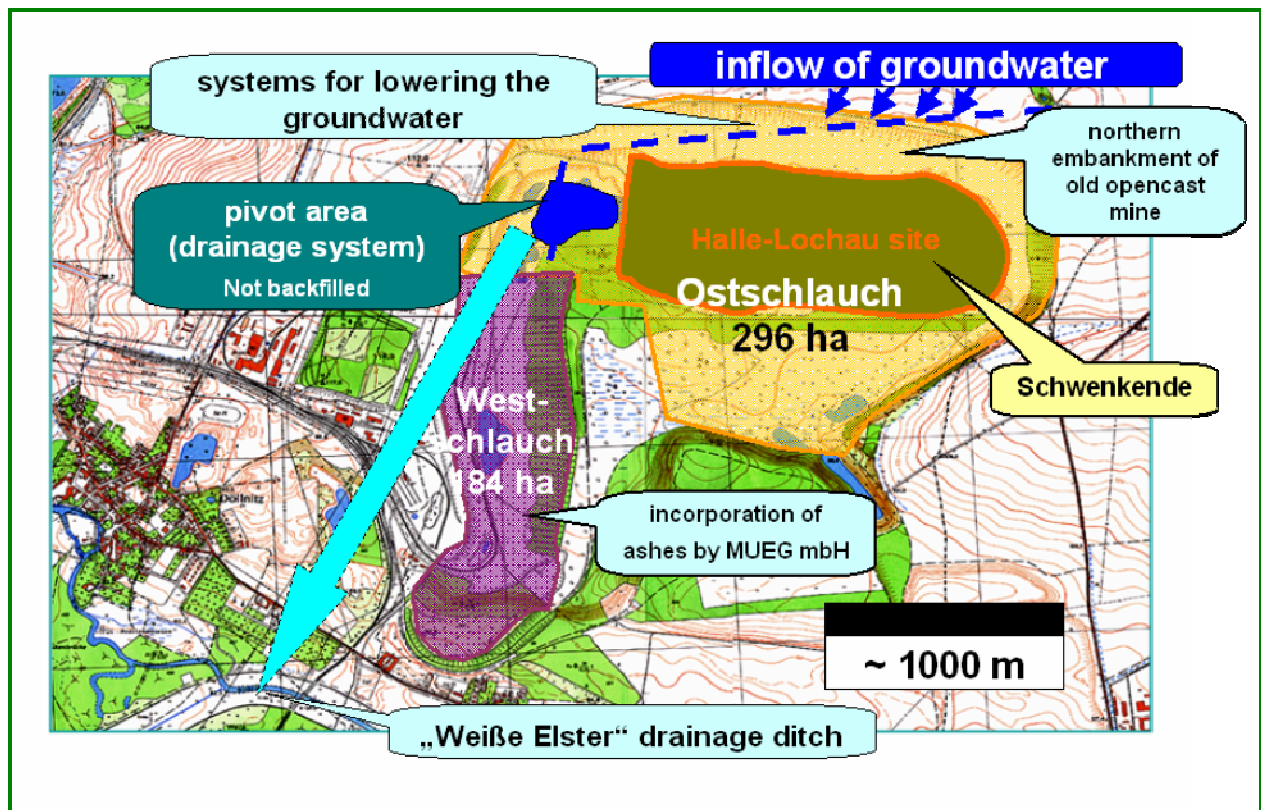 inflow of groundwater
systems for lowering the
groundwater
northern
embankment of
old opencast
mine
pivot area
(drainage system)
Not backfilled
Halle-Lochau site
Ostschlauch
296 ha
Schwenkende
West-
schlauch
184 ha
incorporation of
ashes by MUEG mbH
Döllnitz
~ 1000 m
„Weiße Elster“ drainage ditch